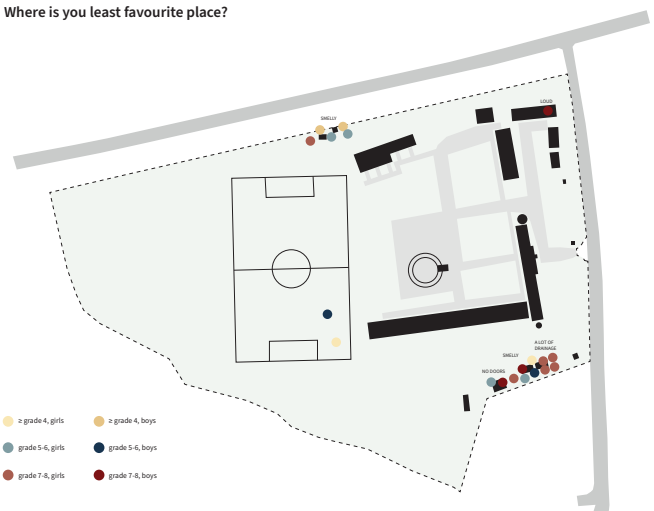 Where is you least favourite place?
LOUD
SMELLY
A LOT OF
DRAINAGE
SMELLY
NO DOORS
≥ grade 4, girls
≥ grade 4, boys
grade 5-6, girls
grade 5-6, boys
grade 7-8, girls
grade 7-8, boys